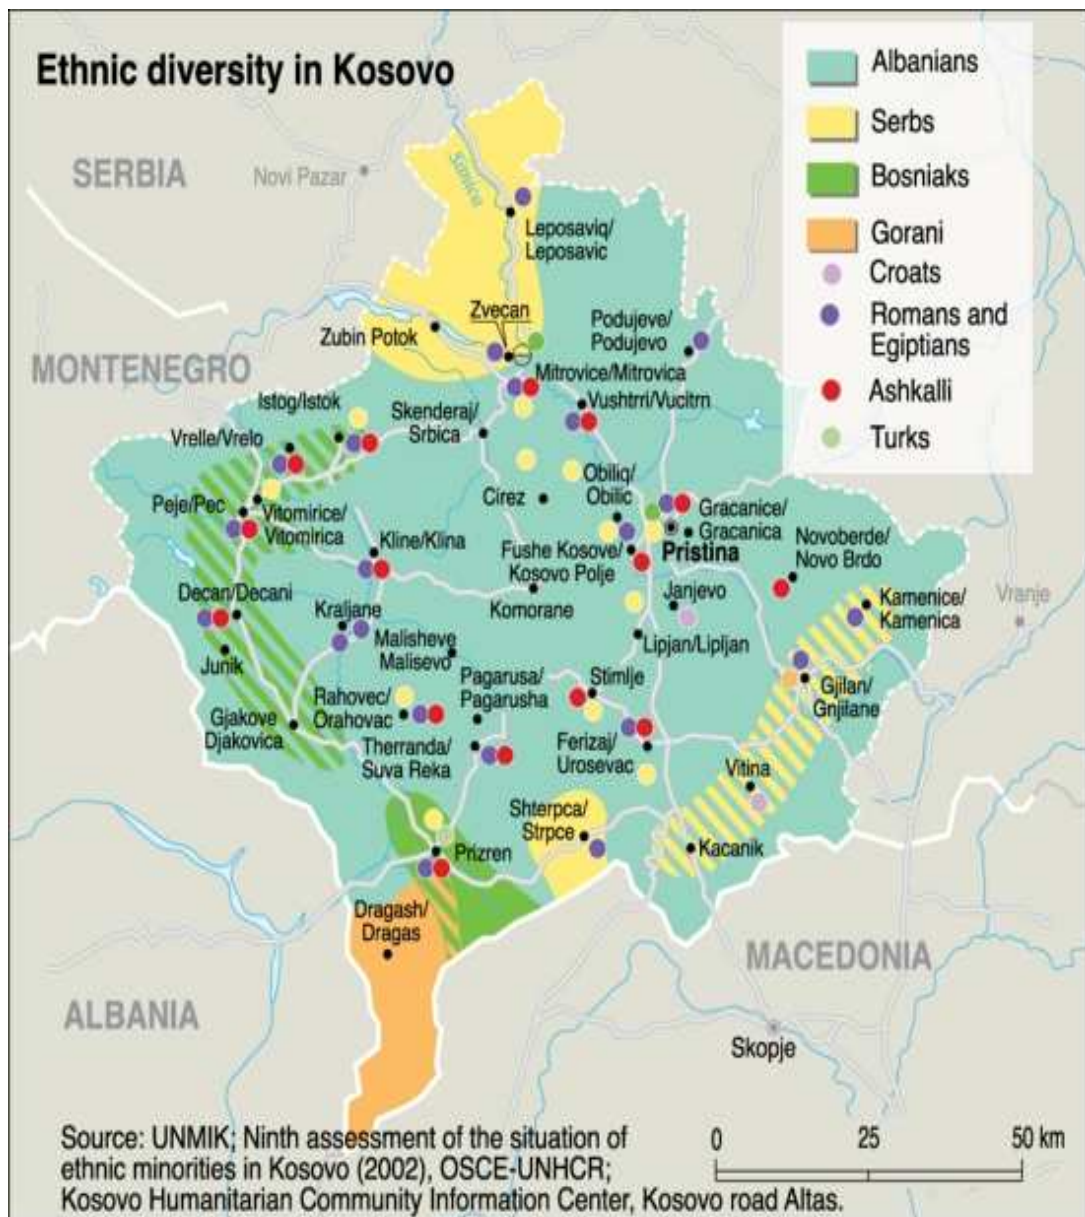 Ethnic diversity in Kosovo
Albanians
Serbs
Bosniaks
Gorani
Croats
Romans and
Egiptians
Ashkalli
Turks
SERBIA
Novi Pazar
Leposaviq/
Leposavic
Zvecan
Zubin Potok
Podujeve/
Podujevo
MONTENEGRO
Mitrovice/Mitrovica
Istog/Istok
Skenderaj/
Srbica
Vushtrri/Vucitrn
Vrelle/Vrelo
Obiliq/
Obilic
Peje/Pec
Cirez
Gracanice/
Gracanica
Vitomirice/
Vitomirica
Pristina
Novoberde/
Novo Brdo
Kline/Klina
Fushe Kosove/
Kosovo Polje
Decan/Decani
Komorane
Janjevo
Kamenice/
Kamenica
Vranje
Kraljane
Malisheve
Malisevo
Lipjan/Lipljan
Junik
Pagarusa/
Pagarusha
Stimlje
Gjilan/
Gnjilane
Rahovec/
Orahovac
Gjakove
Djakovica
Therranda/
Suva Reka
Ferizaj/
Urosevac
Vitina
Shterpca/
Strpce
Prizren
Kacanik
Dragash/
Dragas
MACEDONIA
ALBANIA
Skopje
Source: UNMIK; Ninth assessment of the situation of
ethnic minorities in Kosovo (2002), OSCE-UNHCR;
Kosovo Humanitarian Community Information Center, Kosovo road Altas.
0 25 50 km